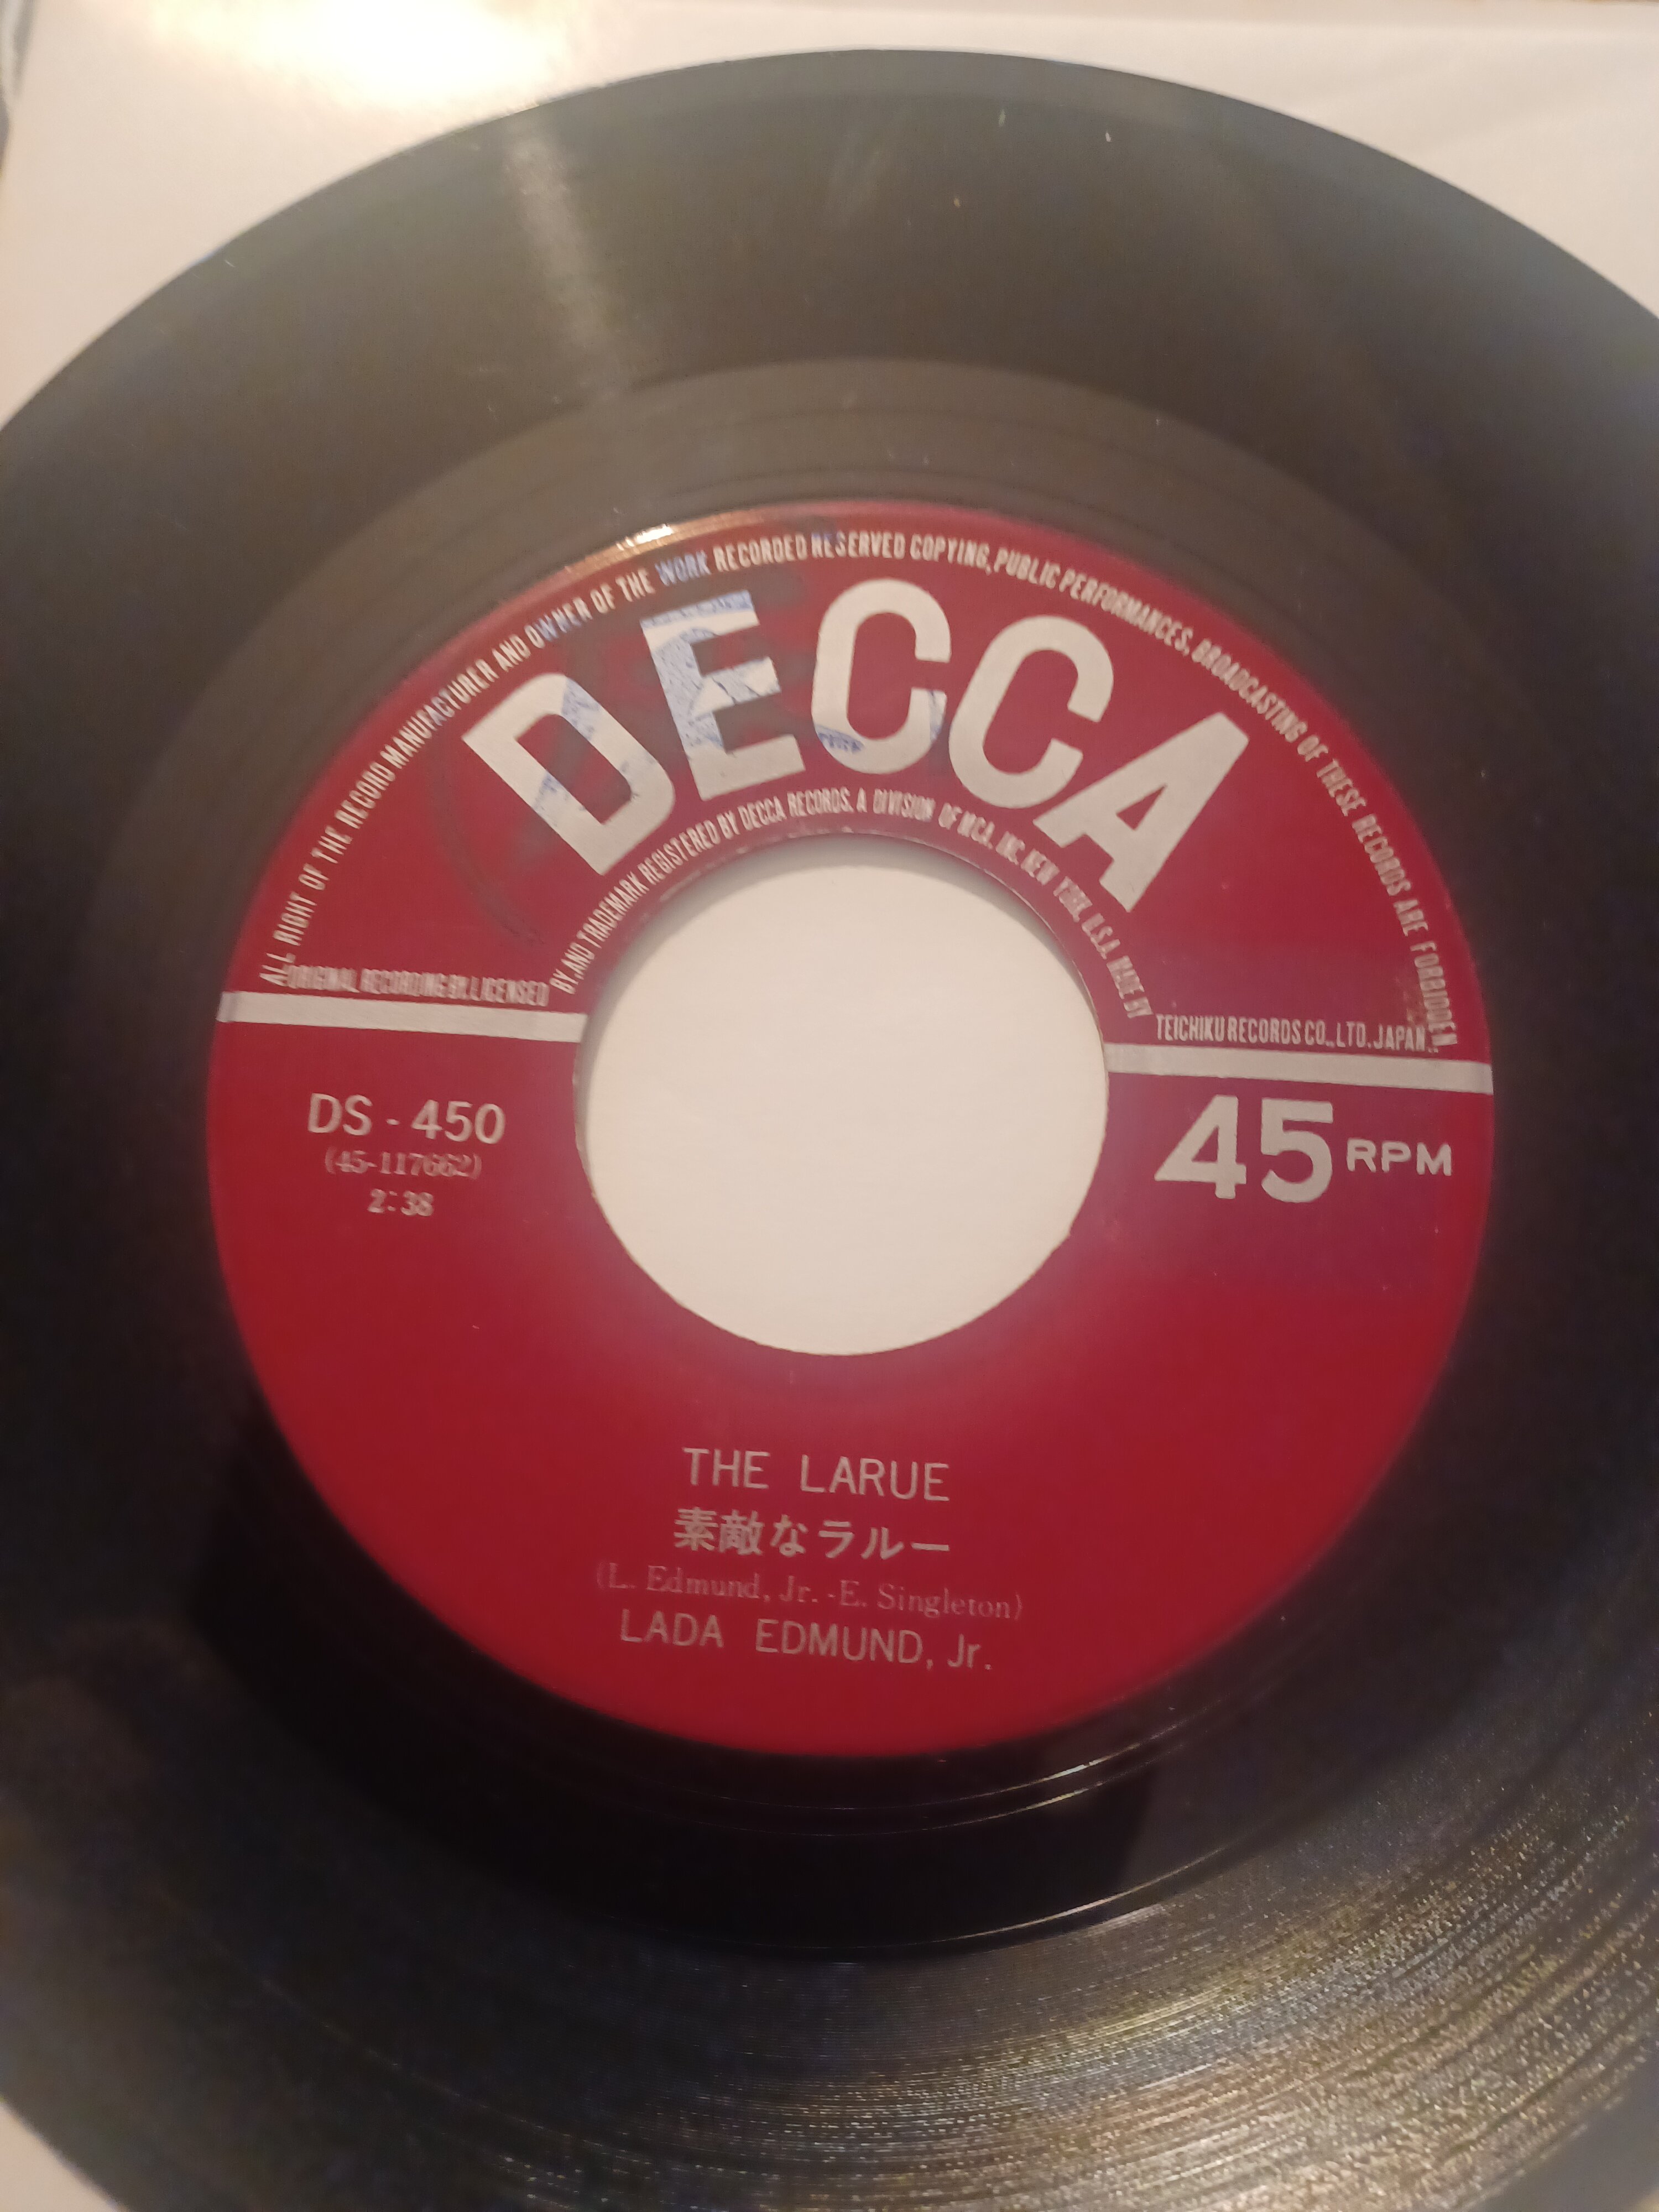 ALL RIGHT OF THE RECORD MANUFACTURER AND OWNER OF THE WORK RECORDED RESERVED COPYING, PUBLIC PERFORMANCES, BROADCASTING OF THESE RECORDS ARE FORBIDDEN
DECCA
ORIGINAL RECORDING BY, LICENSED BY, AND TRADEMARK REGISTERED BY DECCA RECORDS, A DIVISION OF MCA, INC. NEW YORK, U.S.A. MADE BY TEICHIKU RECORDS CO., LTD. JAPAN
DS - 450
(45-117662)
2:38
45 RPM
THE LARUE
素敵なラルー
(L. Edmund, Jr. -E. Singleton)
LADA EDMUND, Jr.